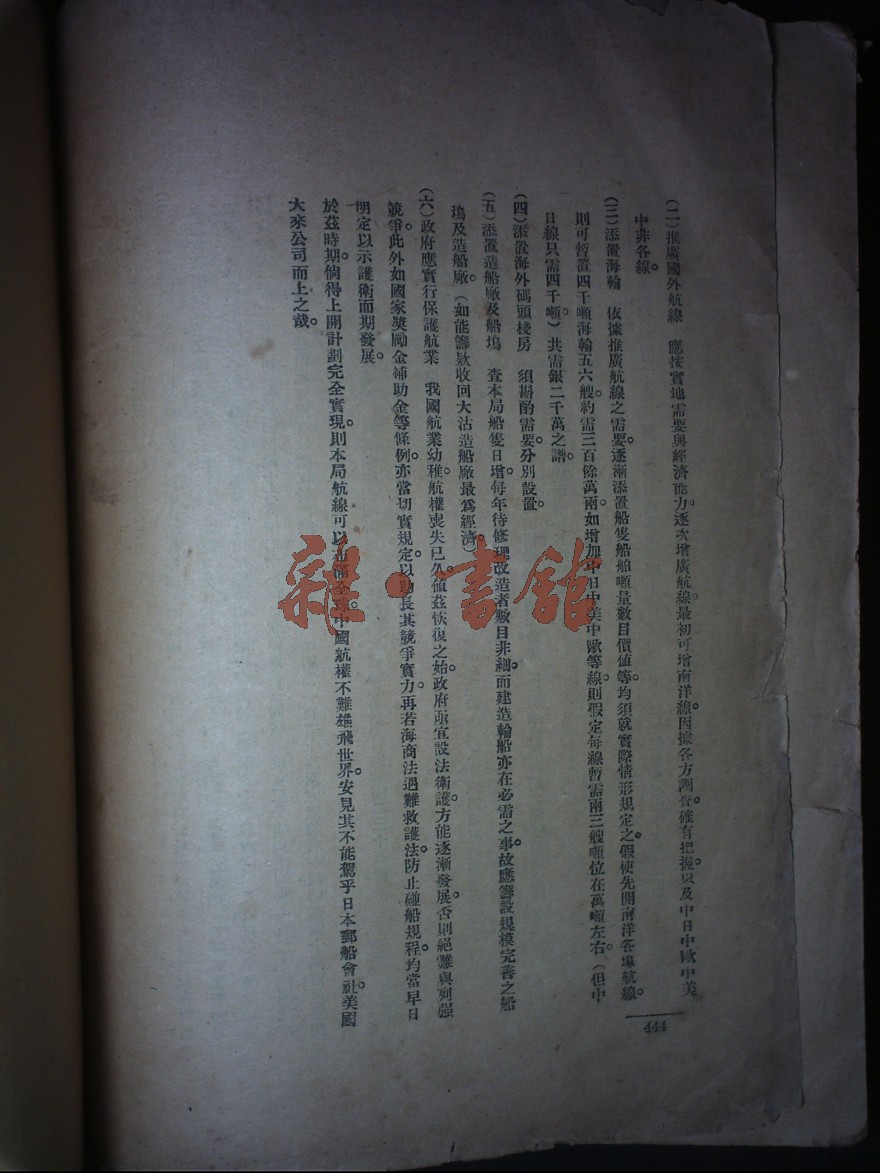 (二)推廣國外航線　應按實地需要與經濟能力逐次增廣航線。最初可增南洋線。因據各方調查。確有把握。以及中日中歐中美
中非各線。
(三)添置海輪　依據推廣航線之需要。逐漸添置船隻。船舶噸量數目價值等。均須就實際情形規定之。假使先開南洋各埠航線。
則可暫置四千噸海輪五六艘。約需三百餘萬兩。如增加中日中美中歐等線。則假定每線暫需兩三艘。噸位在萬噸左右。(但中
日線只需四千噸。)共需銀二千萬之譜。
(四)添置海外碼頭棧房　須斟酌需要。分別設置。
(五)添置造船廠及船塢　查本局船隻日增。每年待修理改造者數目非細。而建造輪船亦在必需之事。故應籌設規模完善之船
塢及造船廠。(如能籌欵收回大沽造船廠最爲經濟。)
(六)政府應實行保護航業　我國航業幼稚。航權喪失已久。值茲恢復之始。政府亟宜設法衛護。方能逐漸發展。否則絕難與列强
競爭。此外如國家獎勵金補助金等條例。亦當切實規定。以助長其競爭實力。再若海商法遇難救護法。防止碰船規程。均當早日
明定。以示護衛而期發展。
於茲時期。倘得上開計劃完全實現。則本局航線可以布滿全球。中國航權不難雄飛世界。安見其不能駕乎日本郵船會社。美國
大來公司而上之哉。
444
雜·書館